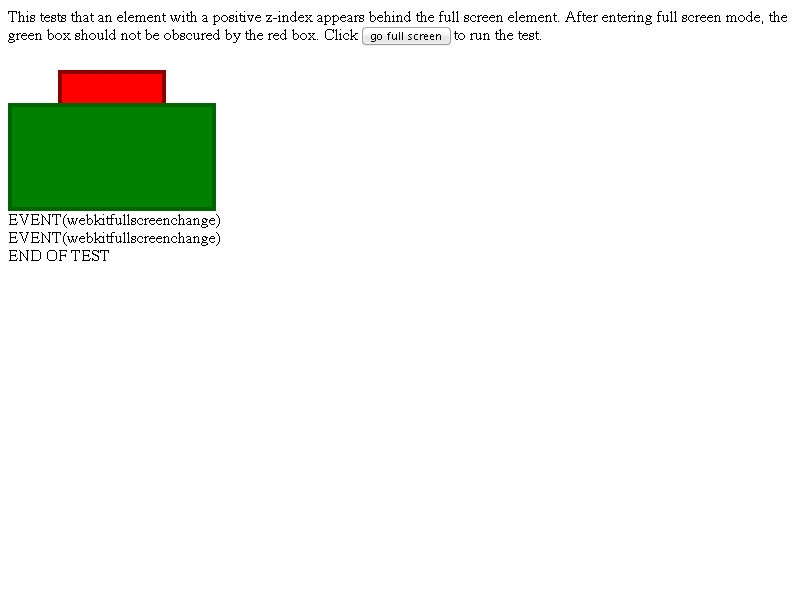 This tests that an element with a positive z-index appears behind the full screen element. After entering full screen mode, the
green box should not be obscured by the red box. Click go full screen to run the test.
EVENT(webkitfullscreenchange)
EVENT(webkitfullscreenchange)
END OF TEST